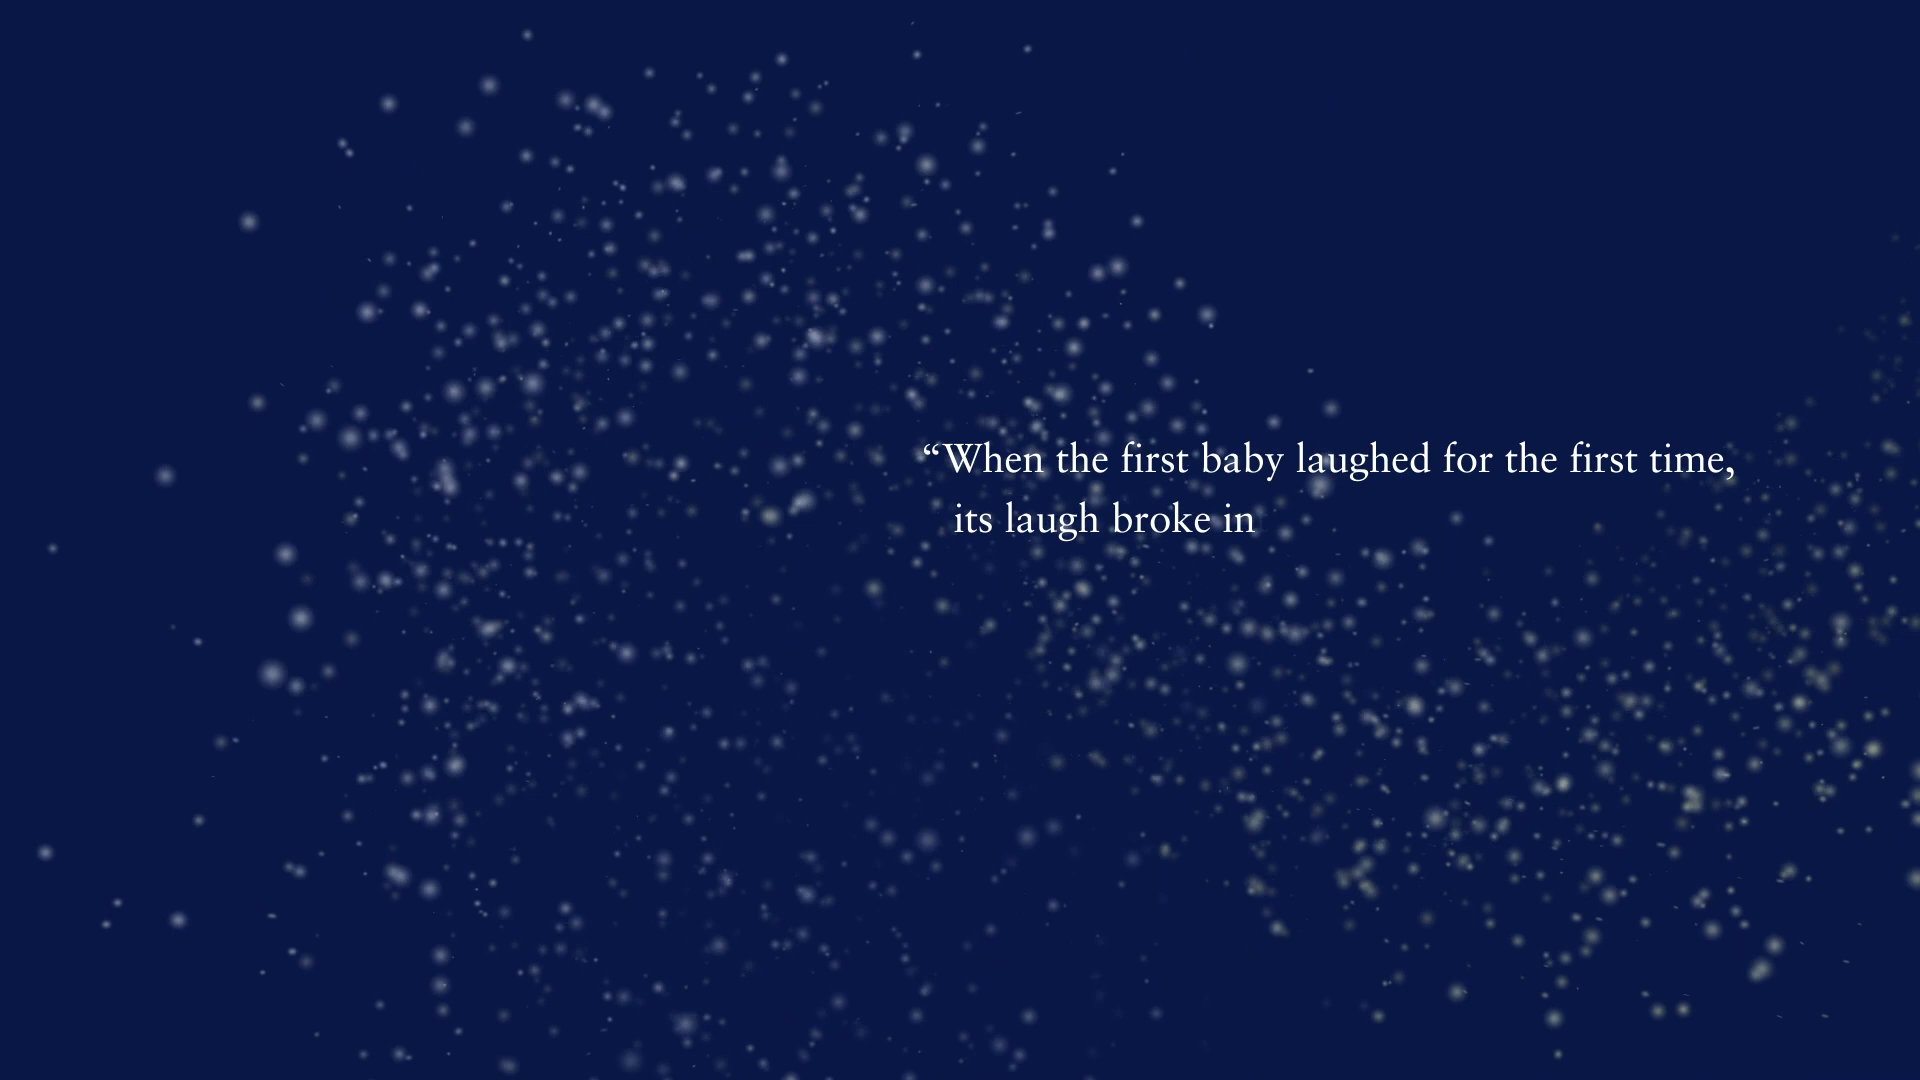 “When the first baby laughed for the first time,
its laugh broke in